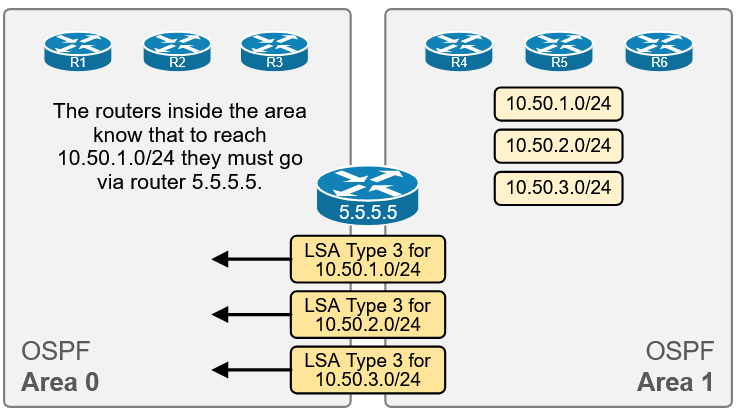 R1
R2
R3
R4
R5
R6
The routers inside the area
know that to reach
10.50.1.0/24 they must go
via router 5.5.5.5.
10.50.1.0/24
10.50.2.0/24
10.50.3.0/24
5.5.5.5
LSA Type 3 for
10.50.1.0/24
LSA Type 3 for
10.50.2.0/24
LSA Type 3 for
10.50.3.0/24
OSPF
Area 0
OSPF
Area 1